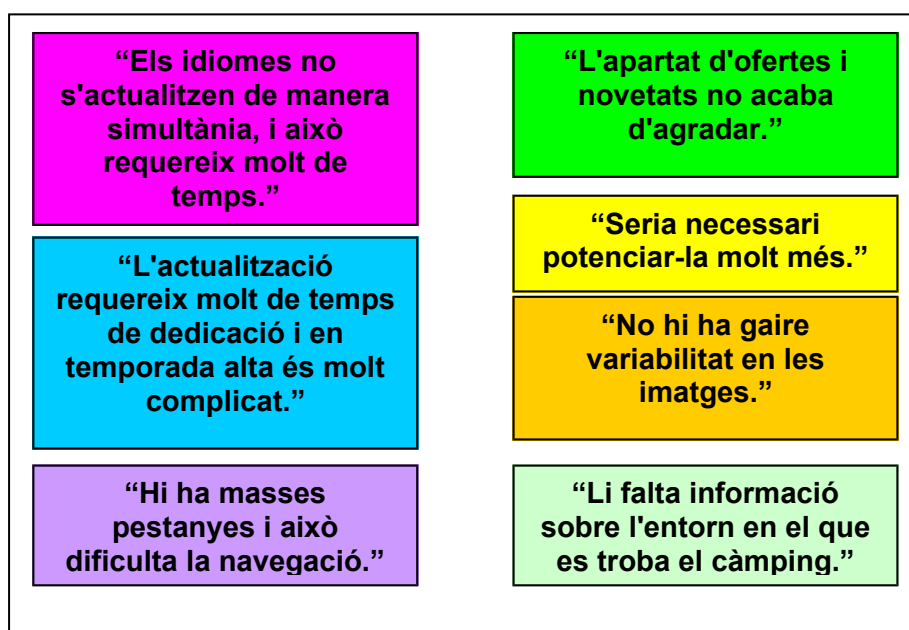 “Els idiomes no
s'actualitzen de manera
simultània, i això
requereix molt de
temps.”
“L'actualització
requereix molt de temps
de dedicació i en
temporada alta és molt
complicat.”
“Hi ha masses
pestanyes i això
dificulta la navegació.”
“L'apartat d'ofertes i
novetats no acaba
d'agradar.”
“Seria necessari
potenciar-la molt més.”
“No hi ha gaire
variabilitat en les
imatges.”
“Li falta informació
sobre l'entorn en el que
es troba el càmping.”